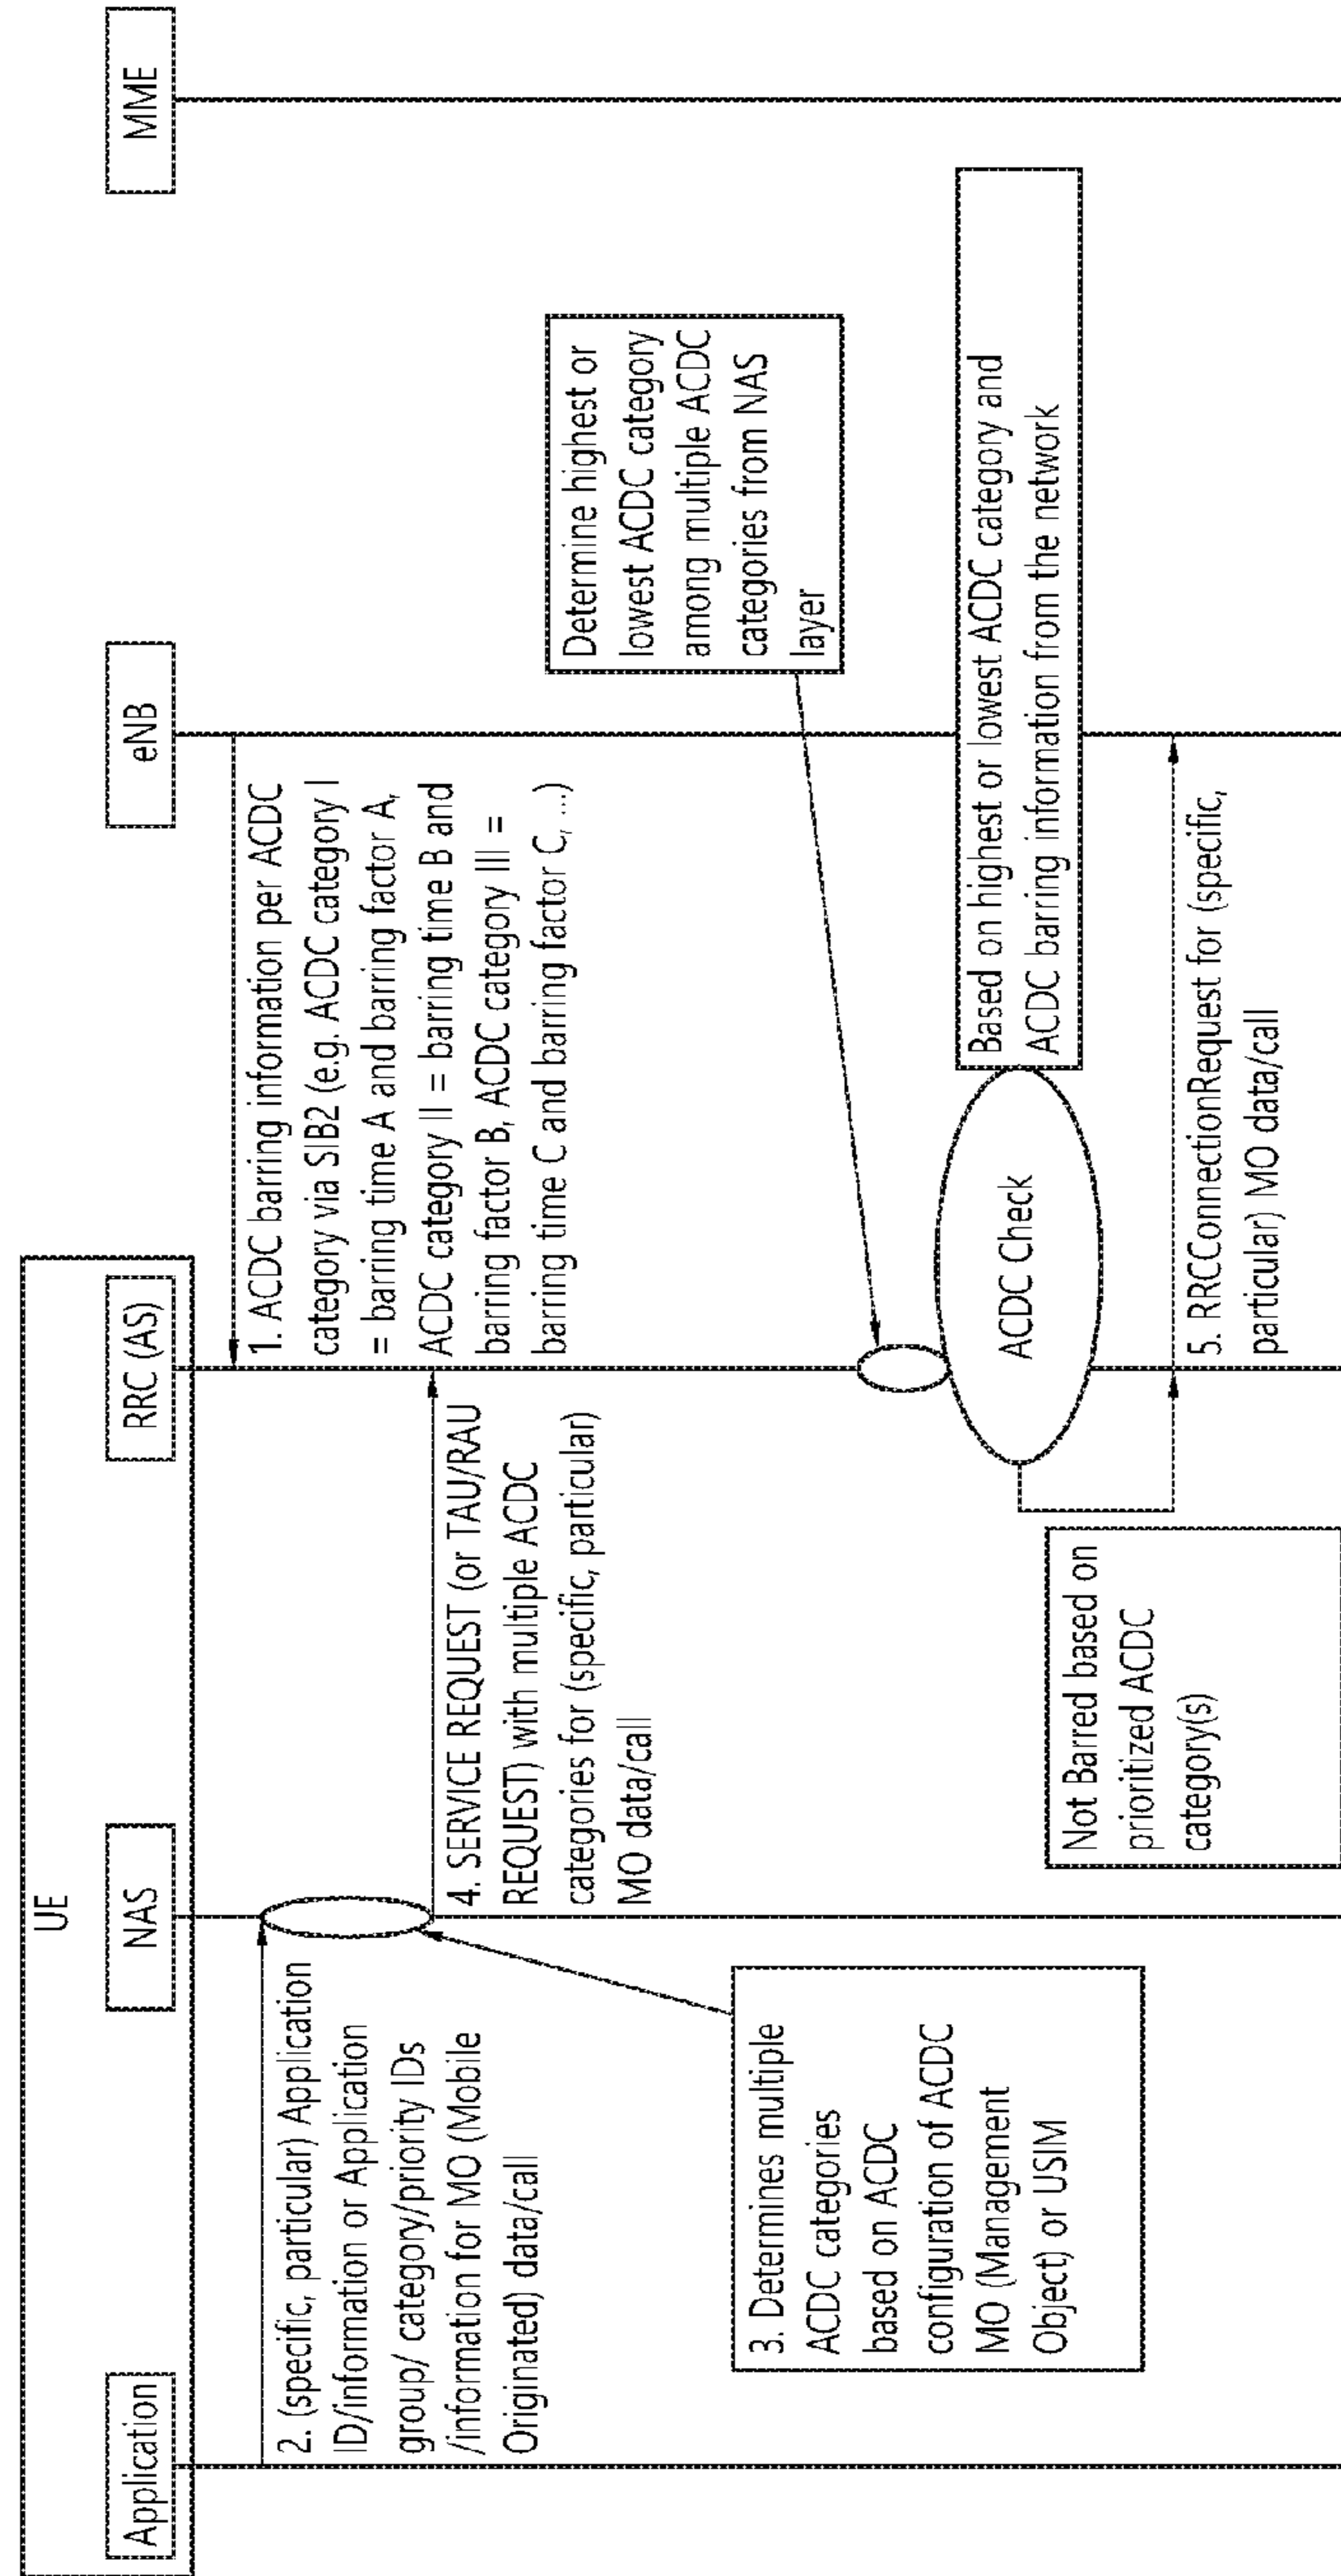 UE
Application
NAS
RRC (AS)
eNB
MME
1. ACDC barring information per ACDC
category via SIB2 (e.g. ACDC category I
= barring time A and barring factor A,
ACDC category II = barring time B and
barring factor B, ACDC category IIII =
barring time C and barring factor C, ...)
2. (specific, particular) Application
ID/information or Application
group/ category/priority IDs
/information for MO (Mobile
Originated) data/call
3. Determines multiple
ACDC categories
based on ACDC
configuration of ACDC
MO (Management
Object) or USIM
4. SERVICE REQUEST (or TAU/RAU
REQUEST) with multiple ACDC
categories for (specific, particular)
MO data/call
Determine highest or
lowest ACDC category
among multiple ACDC
categories from NAS
layer
ACDC Check
Based on highest or lowest ACDC category and
ACDC barring information from the network
Not Barred based on
prioritized ACDC
category(s)
5. RRCConnectionRequest for (specific,
particular) MO data/call